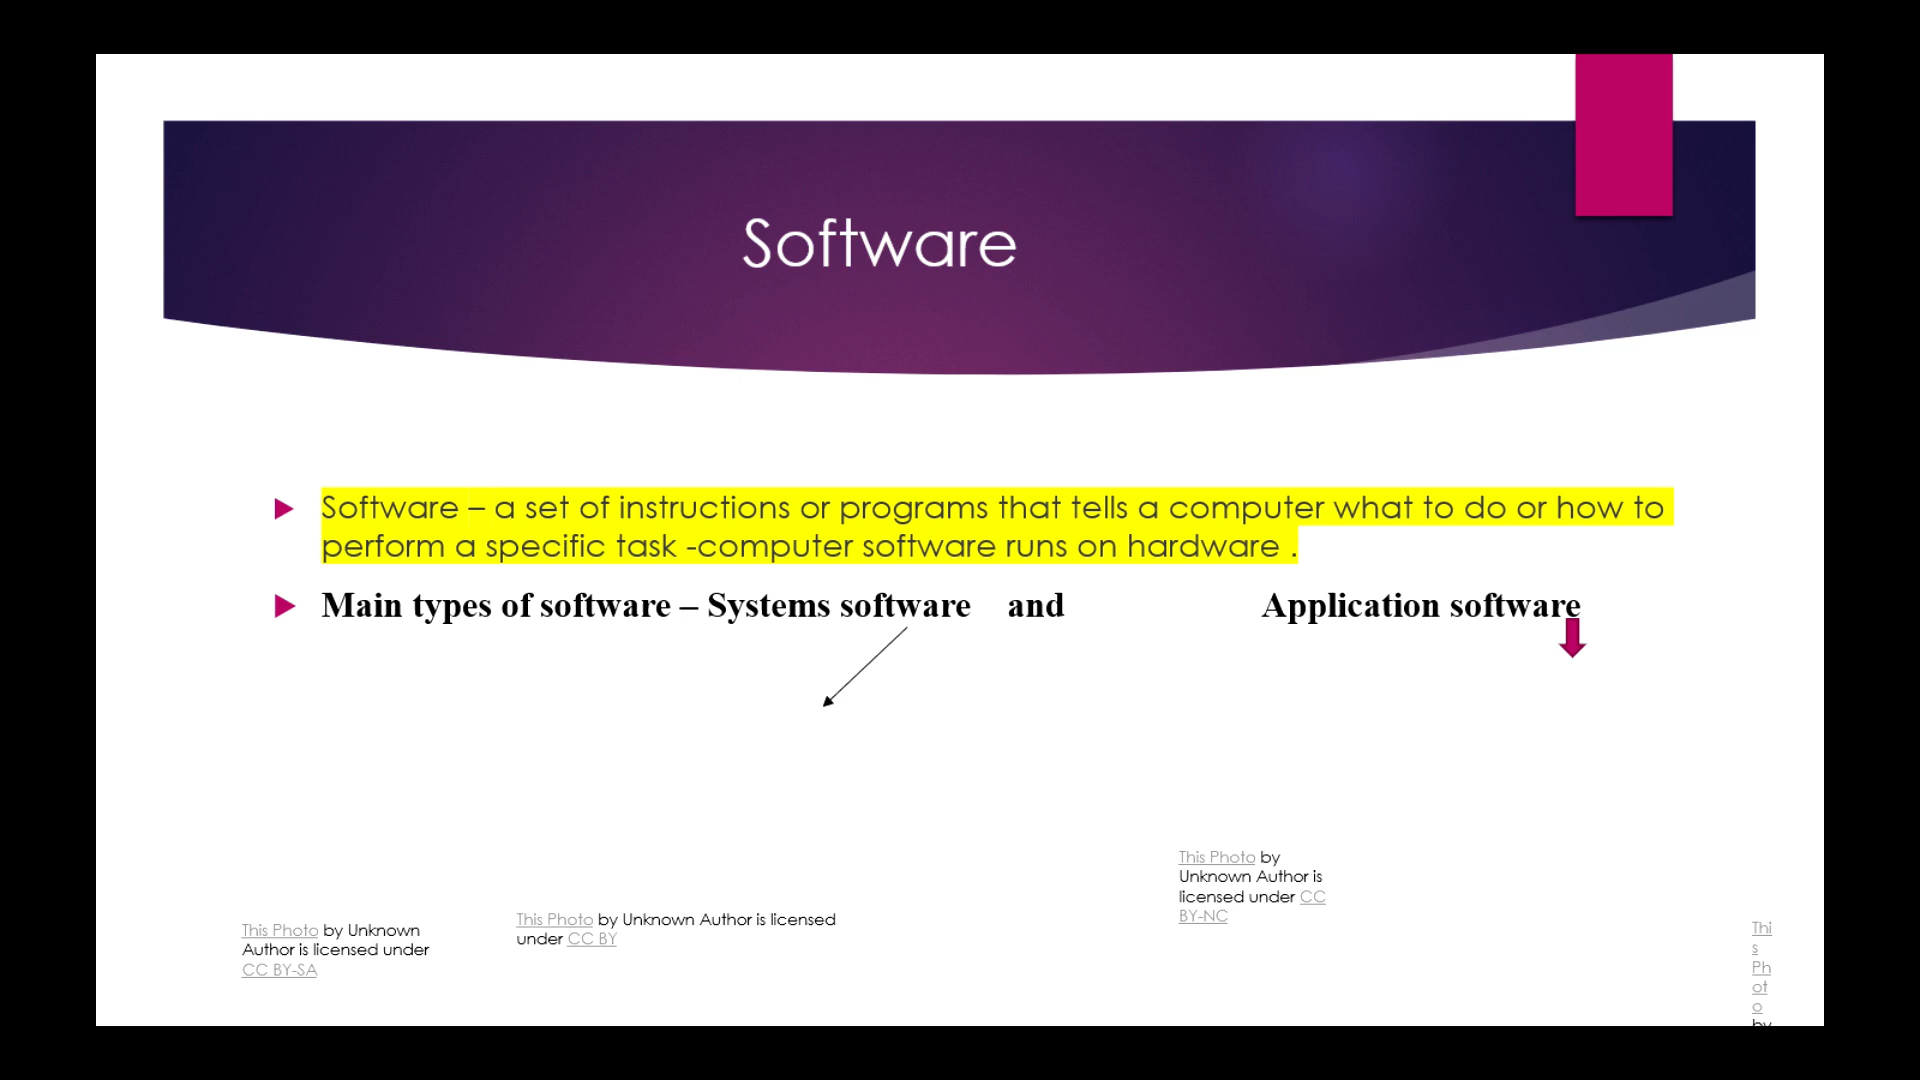 Software
Software – a set of instructions or programs that tells a computer what to do or how to
perform a specific task -computer software runs on hardware .
Main types of software – Systems software and Application software
This Photo by Unknown
Author is licensed under
CC BY-SA
This Photo by Unknown Author is licensed
under CC BY
This Photo by
Unknown Author is
licensed under CC
BY-NC
Thi
s
Ph
ot
o
by